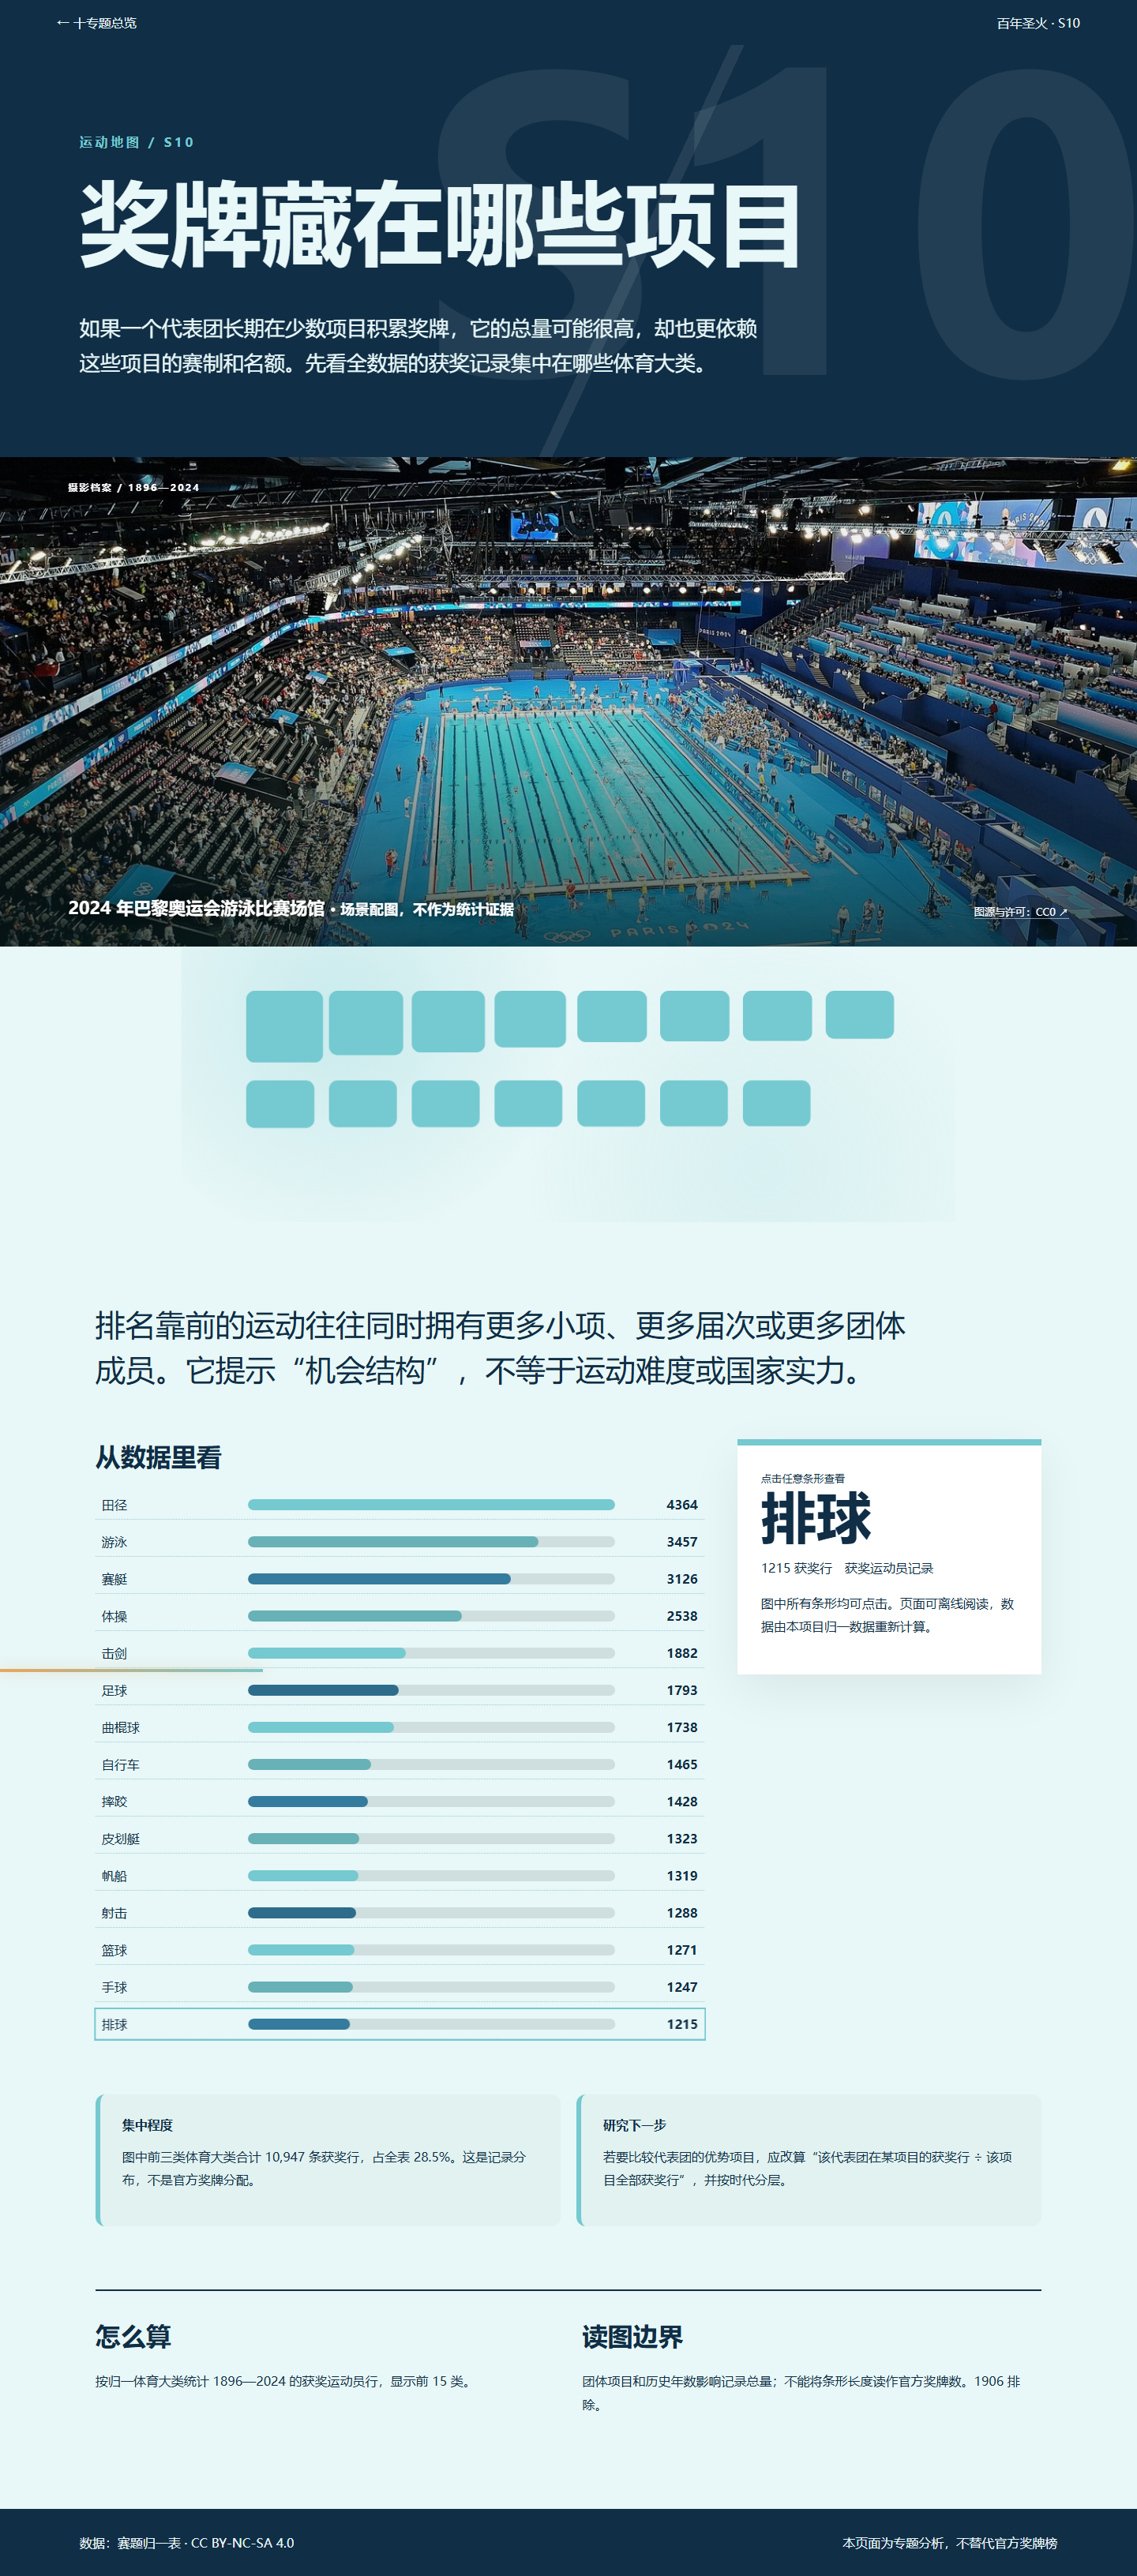 ← 十专题总览
百年圣火 · S10
S10
运动地图 / S10
奖牌藏在哪些项目
如果一个代表团长期在少数项目积累奖牌，它的总量可能很高，却也更依赖
这些项目的赛制和名额。先看全数据的获奖记录集中在哪些体育大类。
摄影档案 / 1896—2024
PARIS 2024
2024 年巴黎奥运会游泳比赛场馆 · 场景配图，不作为统计证据
图源与许可：CC0 ↗
PARIS 2024
排名靠前的运动往往同时拥有更多小项、更多届次或更多团体
成员。它提示“机会结构”，不等于运动难度或国家实力。
从数据里看
田径 4364
游泳 3457
赛艇 3126
体操 2538
击剑 1882
足球 1793
曲棍球 1738
自行车 1465
摔跤 1428
皮划艇 1323
帆船 1319
射击 1288
篮球 1271
手球 1247
排球 1215
点击任意条形查看
排球
1215 获奖行 获奖运动员记录
图中所有条形均可点击。页面可离线阅读，数
据由本项目归一数据重新计算。
集中程度
图中前三类体育大类合计 10,947 条获奖行，占全表 28.5%。这是记录分
布，不是官方奖牌分配。
研究下一步
若要比较代表团的优势项目，应改算“该代表团在某项目的获奖行 ÷ 该项
目全部获奖行”，并按时代分层。
怎么算
按归一体育大类统计 1896—2024 的获奖运动员行，显示前 15 类。
读图边界
团体项目和历史年数影响记录总量；不能将条形长度读作官方奖牌数。1906 排
除。
数据：赛题归一表 · CC BY-NC-SA 4.0
本页面为专题分析，不替代官方奖牌榜